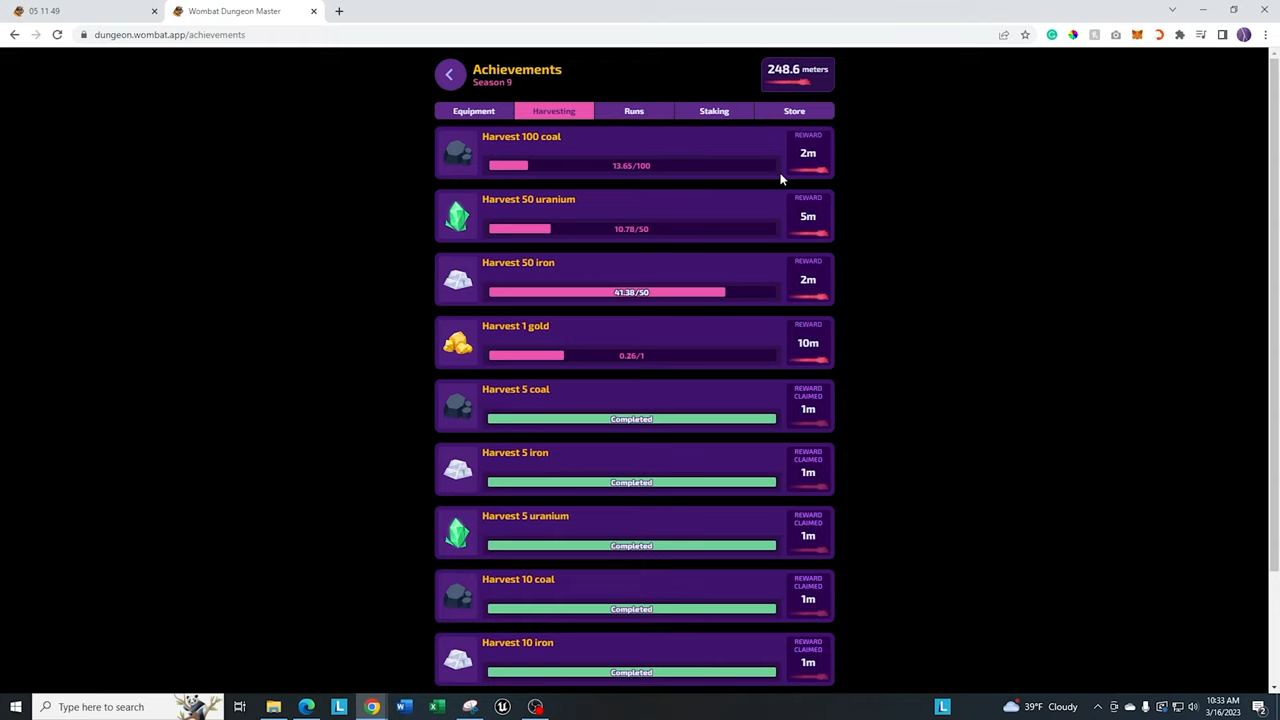 05 11 49
Wombat Dungeon Master
dungeon.wombat.app/achievements
Achievements
Season 9
248.6 meters
Equipment
Harvesting
Runs
Staking
Store
Harvest 100 coal
13.65/100
REWARD
2m
Harvest 50 uranium
10.78/50
REWARD
5m
Harvest 50 iron
41.38/50
REWARD
2m
Harvest 1 gold
0.26/1
REWARD
10m
Harvest 5 coal
Completed
REWARD
CLAIMED
1m
Harvest 5 iron
Completed
REWARD
CLAIMED
1m
Harvest 5 uranium
Completed
REWARD
CLAIMED
1m
Harvest 10 coal
Completed
REWARD
CLAIMED
1m
Harvest 10 iron
Completed
REWARD
CLAIMED
1m
Type here to search
39°F Cloudy
10:33 AM
3/16/2023